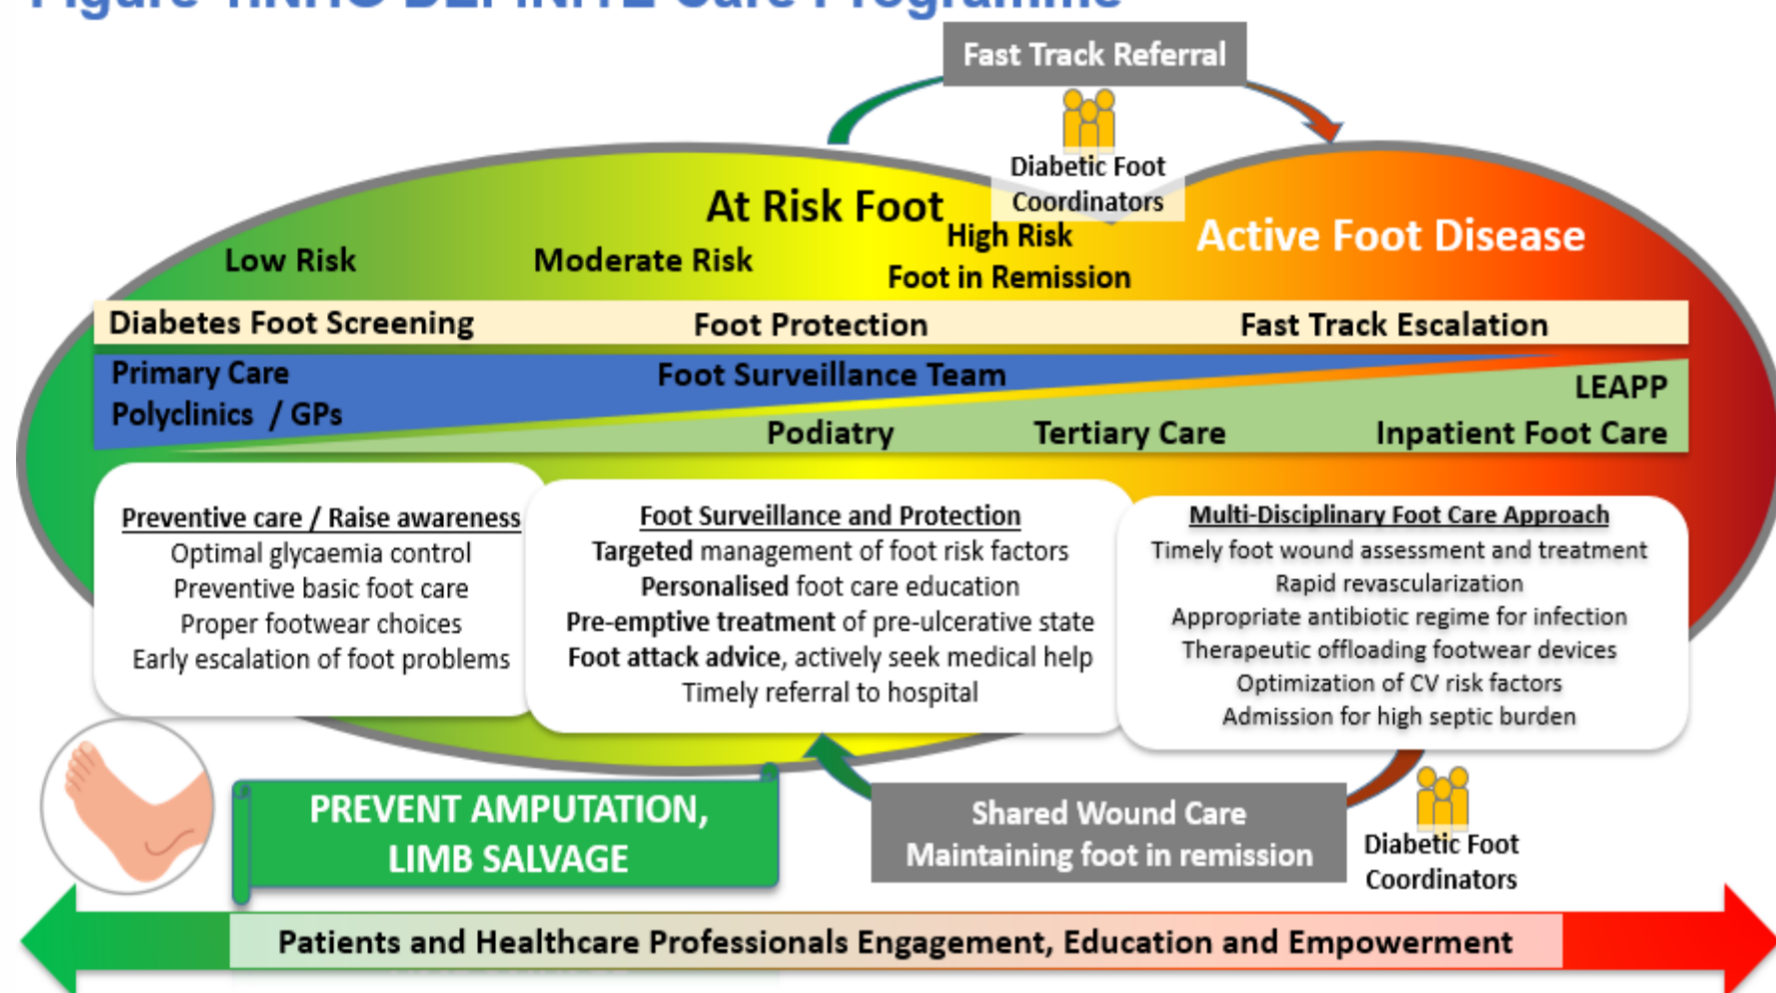 Fast Track Referral
Diabetic Foot
Coordinators
At Risk Foot
Active Foot Disease
Low Risk
Moderate Risk
High Risk
Foot in Remission
Diabetes Foot Screening
Foot Protection
Fast Track Escalation
Primary Care
Polyclinics / GPs
Foot Surveillance Team
LEAPP
Podiatry
Tertiary Care
Inpatient Foot Care
Preventive care / Raise awareness
Optimal glycaemia control
Preventive basic foot care
Proper footwear choices
Early escalation of foot problems
Foot Surveillance and Protection
Targeted management of foot risk factors
Personalised foot care education
Pre-emptive treatment of pre-ulcerative state
Foot attack advice, actively seek medical help
Timely referral to hospital
Multi-Disciplinary Foot Care Approach
Timely foot wound assessment and treatment
Rapid revascularization
Appropriate antibiotic regime for infection
Therapeutic offloading footwear devices
Optimization of CV risk factors
Admission for high septic burden
PREVENT AMPUTATION,
LIMB SALVAGE
Shared Wound Care
Maintaining foot in remission
Diabetic Foot
Coordinators
Patients and Healthcare Professionals Engagement, Education and Empowerment